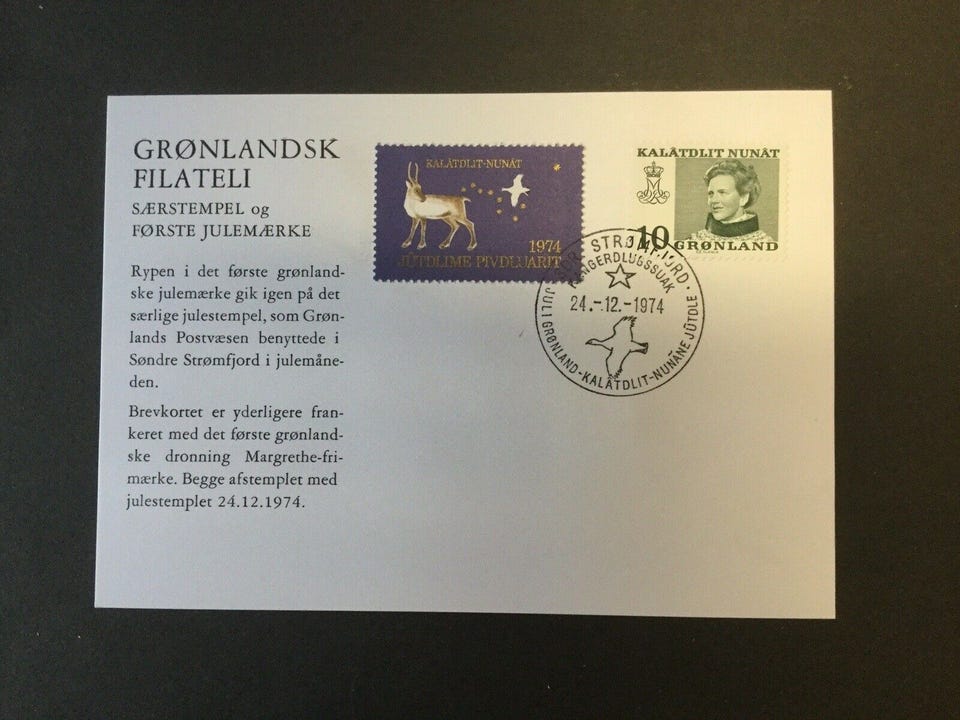 GRØNLANDSK
FILATELI
SÆRSTEMPEL og
FØRSTE JULEMÆRKE
Rypen i det første grønland-
ske julemærke gik igen på det
særlige julestempel, som Grøn-
lands Postvæsen benyttede i
Søndre Strømfjord i julemåne-
den.
Brevkortet er yderligere fran-
keret med det første grønland-
ske dronning Margrethe-fri-
mærke. Begge afstemplet med
julestemplet 24.12.1974.
KALÂTDLIT-NUNÂT
1974
JÛTDLIME PIVDLUARIT
KALÂTDLIT NUNÂT
10 GRØNLAND
STRØMFJORD
24.-12.-1974
JUL I GRØNLAND-KALÂTDLIT-NUNÂNE JÛTDLE